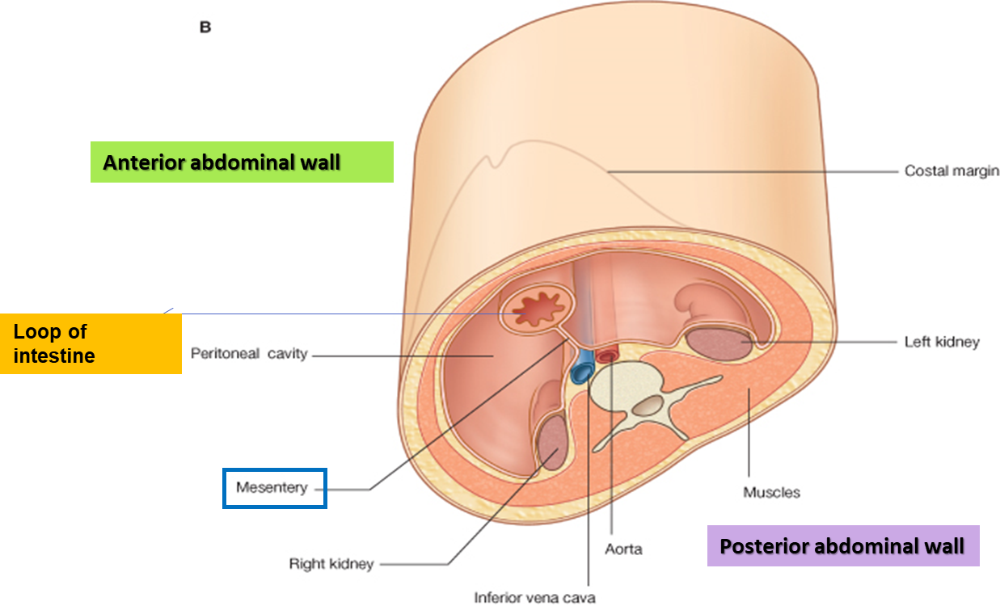 B
Anterior abdominal wall
Costal margin
Loop of
intestine
Peritoneal cavity
Left kidney
Mesentery
Muscles
Right kidney
Aorta
Posterior abdominal wall
Inferior vena cava